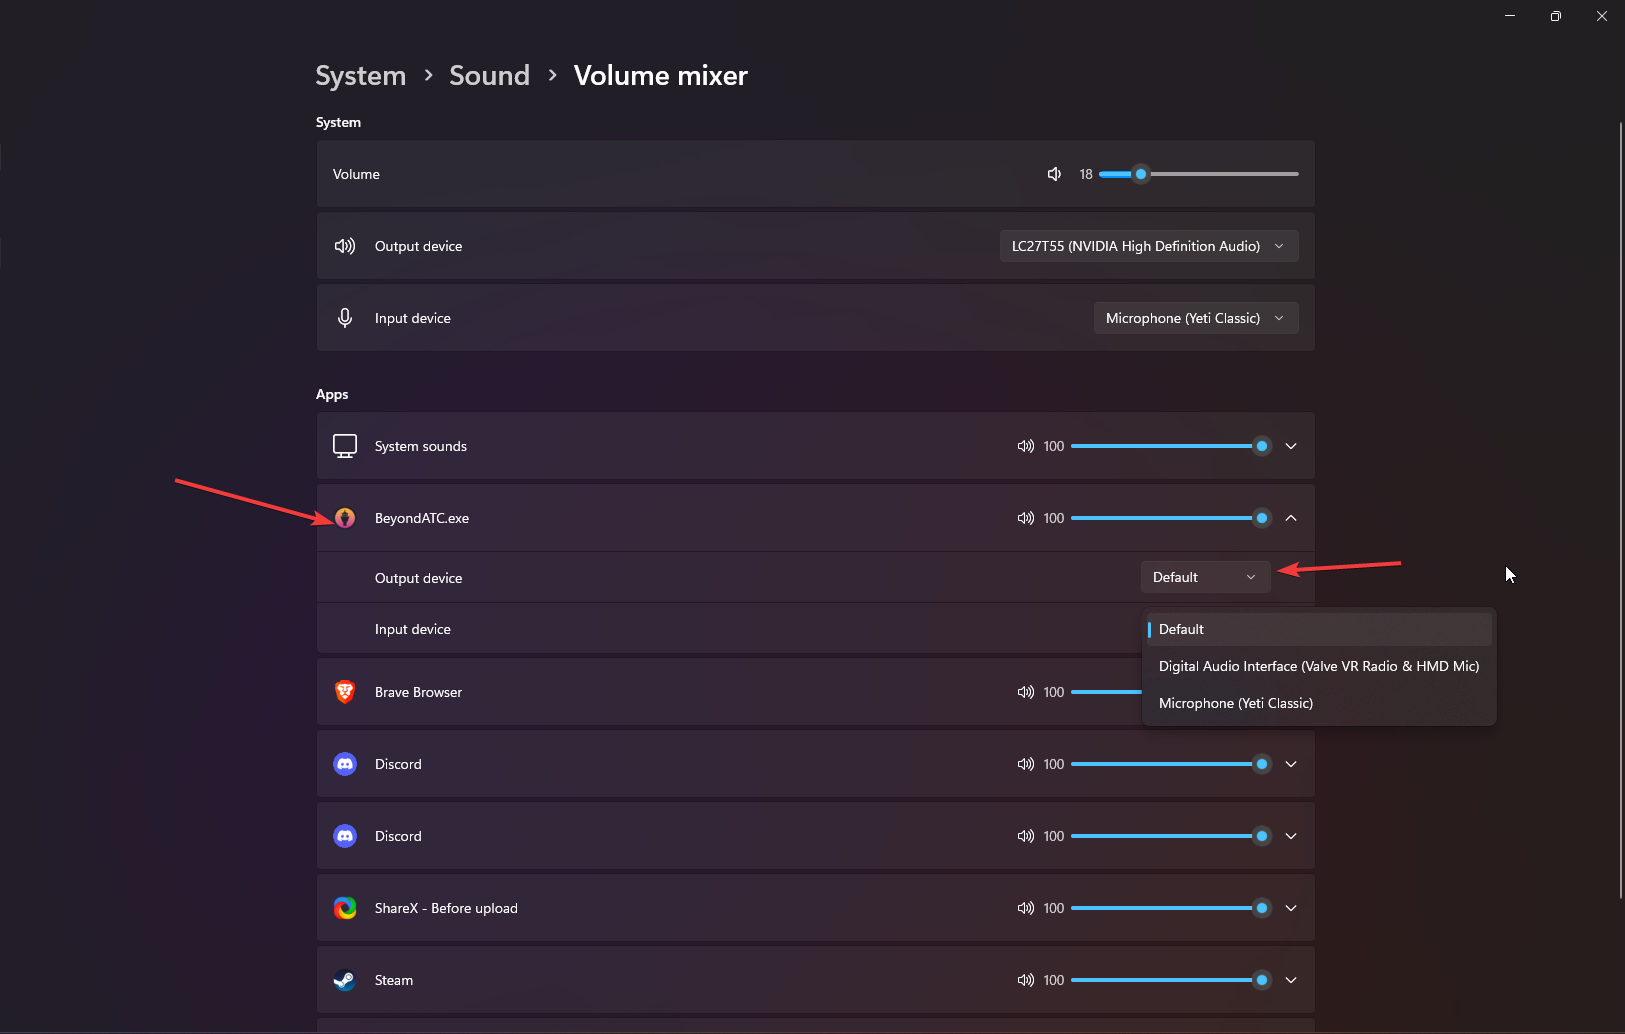 System › Sound › Volume mixer
System
Volume 18
Output device LC27T55 (NVIDIA High Definition Audio)
Input device Microphone (Yeti Classic)
Apps
System sounds 100
BeyondATC.exe 100
Output device Default
Input device
Default
Digital Audio Interface (Valve VR Radio & HMD Mic)
Microphone (Yeti Classic)
Brave Browser 100
Discord 100
Discord 100
ShareX - Before upload 100
Steam 100